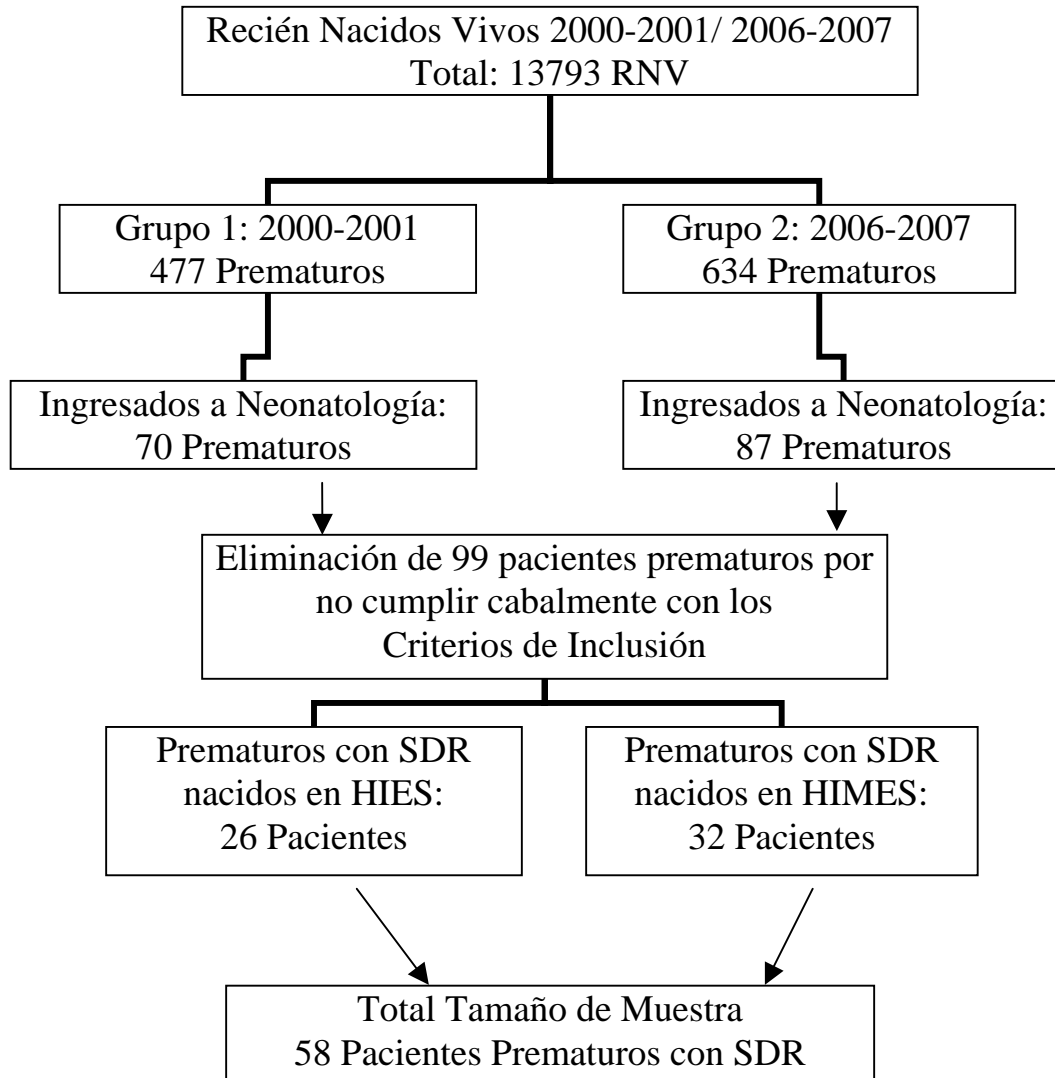 Recién Nacidos Vivos 2000-2001/ 2006-2007
Total: 13793 RNV
Grupo 1: 2000-2001
477 Prematuros
Grupo 2: 2006-2007
634 Prematuros
Ingresados a Neonatología:
70 Prematuros
Ingresados a Neonatología:
87 Prematuros
Eliminación de 99 pacientes prematuros por
no cumplir cabalmente con los
Criterios de Inclusión
Prematuros con SDR
nacidos en HIES:
26 Pacientes
Prematuros con SDR
nacidos en HIMES:
32 Pacientes
Total Tamaño de Muestra
58 Pacientes Prematuros con SDR